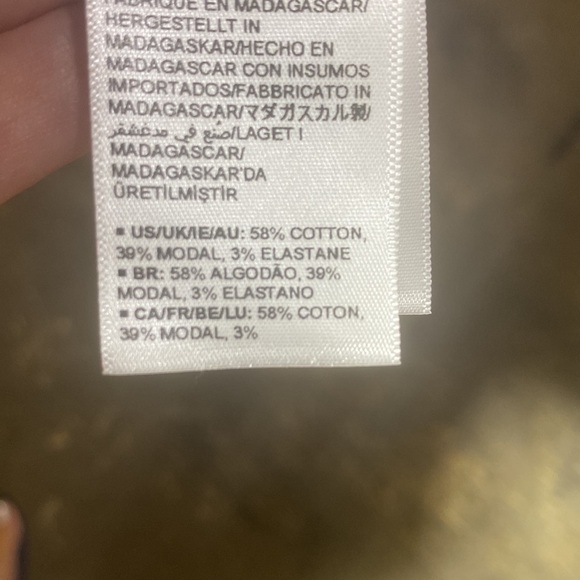 FABRIQUÉ EN MADAGASCAR/
HERGESTELLT IN
MADAGASKAR/HECHO EN
MADAGASCAR CON INSUMOS
IMPORTADOS/FABBRICATO IN
MADAGASCAR/マダガスカル製/
صُنع في مدغشقر/LAGET I
MADAGASCAR/
MADAGASKAR'DA
ÜRETİLMİŞTİR
▪ US/UK/IE/AU: 58% COTTON,
39% MODAL, 3% ELASTANE
▪ BR: 58% ALGODÃO, 39%
MODAL, 3% ELASTANO
▪ CA/FR/BE/LU: 58% COTON,
39% MODAL, 3%